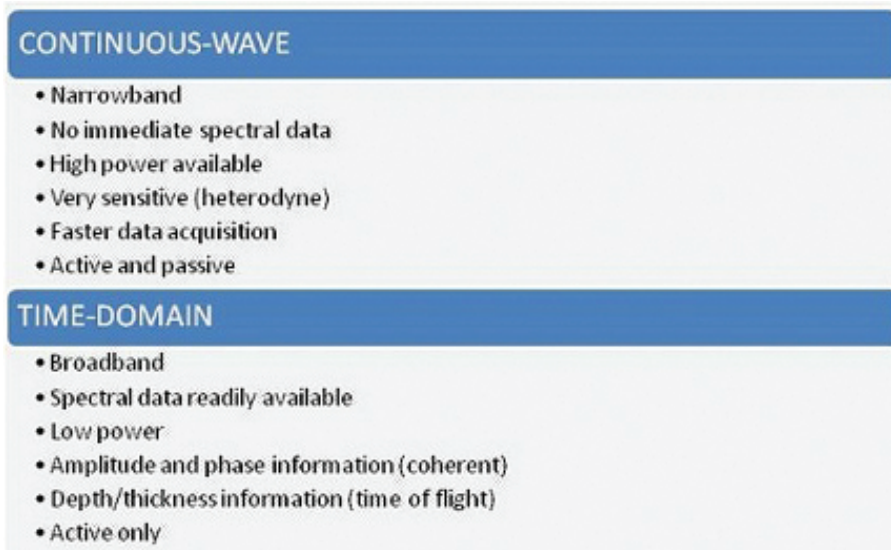 CONTINUOUS-WAVE
• Narrowband
• No immediate spectral data
• High power available
• Very sensitive (heterodyne)
• Faster data acquisition
• Active and passive
TIME-DOMAIN
• Broadband
• Spectral data readily available
• Low power
• Amplitude and phase information (coherent)
• Depth/thickness information (time of flight)
• Active only